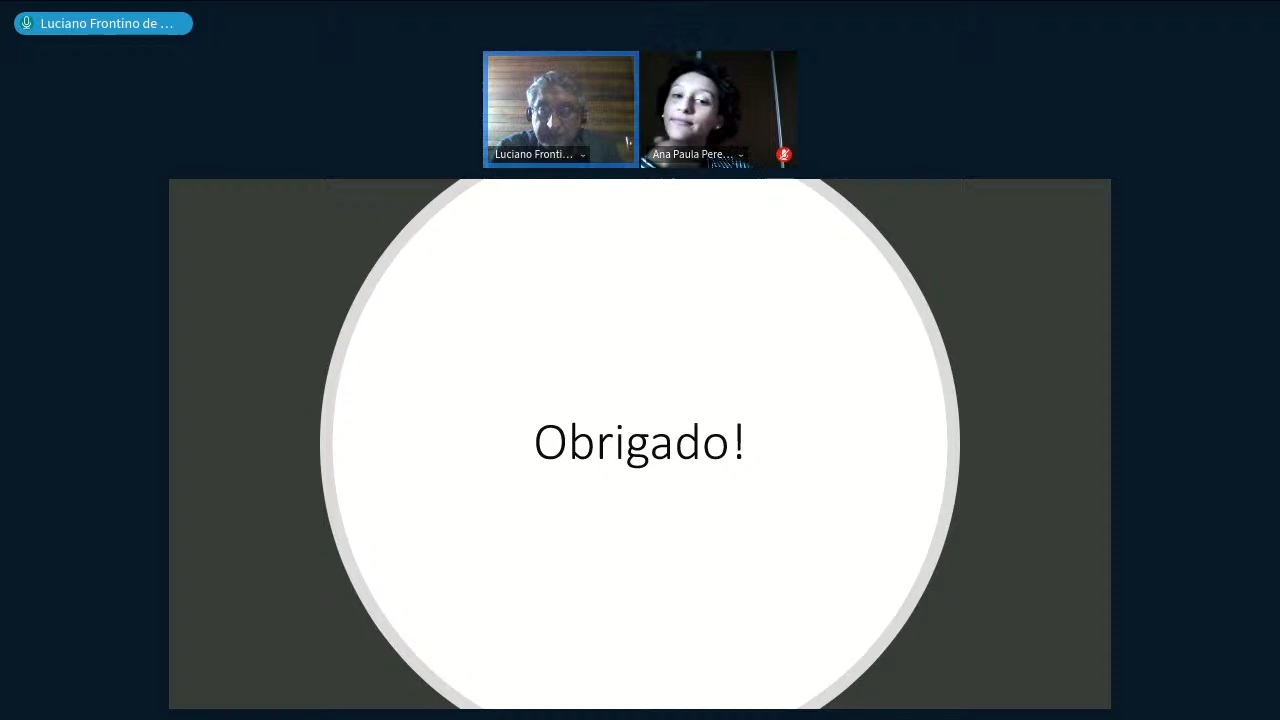 Luciano Frontino de ...
Luciano Fronti...
Ana Paula Pere...
Obrigado!